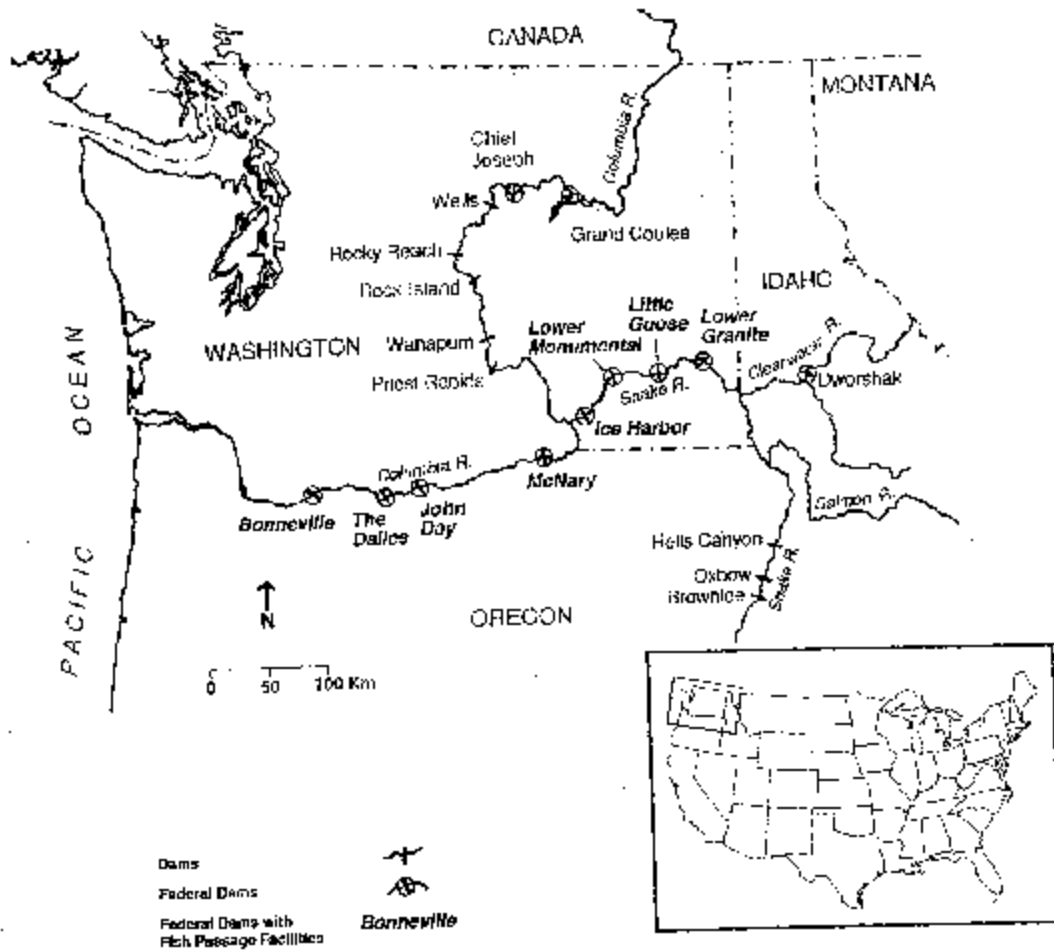 CANADA
MONTANA
Columbia R.
Chief
Joseph
Wells
Grand Coulee
Rocky Reach
Rock Island
IDAHO
Little
Goose
Lower
Granite
Lower
Monumental
WASHINGTON
Wanapum
Clearwater R.
Priest Rapids
Snake R.
Dworshak
Ice Harbor
PACIFIC OCEAN
Columbia R.
McNary
Salmon R.
Bonneville
The
Dalles
John
Day
Hells Canyon
Oxbow
Brownlee
Snake R.
N
OREGON
0 50 100 Km
Dams
Federal Dams
Federal Dams with
Fish Passage Facilities
Bonneville